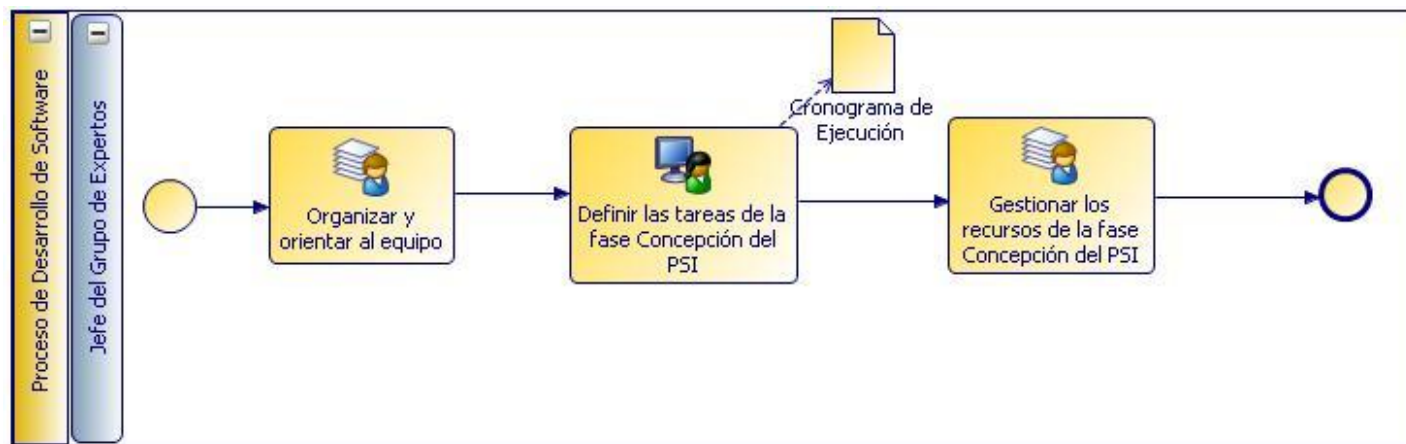 Proceso de Desarrollo de Software
Jefe del Grupo de Expertos
Organizar y
orientar al equipo
Definir las tareas de la
fase Concepción del
PSI
Cronograma de
Ejecución
Gestionar los
recursos de la fase
Concepción del PSI